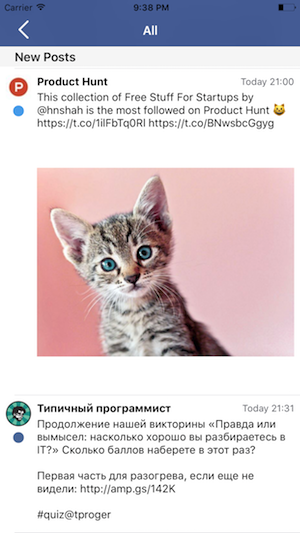 Carrier 9:38 PM
All
New Posts
Product Hunt Today 21:00
This collection of Free Stuff For Startups by
@hnshah is the most followed on Product Hunt 😺
https://t.co/1ilFbTq0RI https://t.co/BNwsbcGgyg
Типичный программист Today 21:31
Продолжение нашей викторины «Правда или
вымысел: насколько хорошо вы разбираетесь в
IT?» Сколько баллов наберете в этот раз?
Первая часть для разогрева, если еще не
видели: http://amp.gs/142K
#quiz@tproger